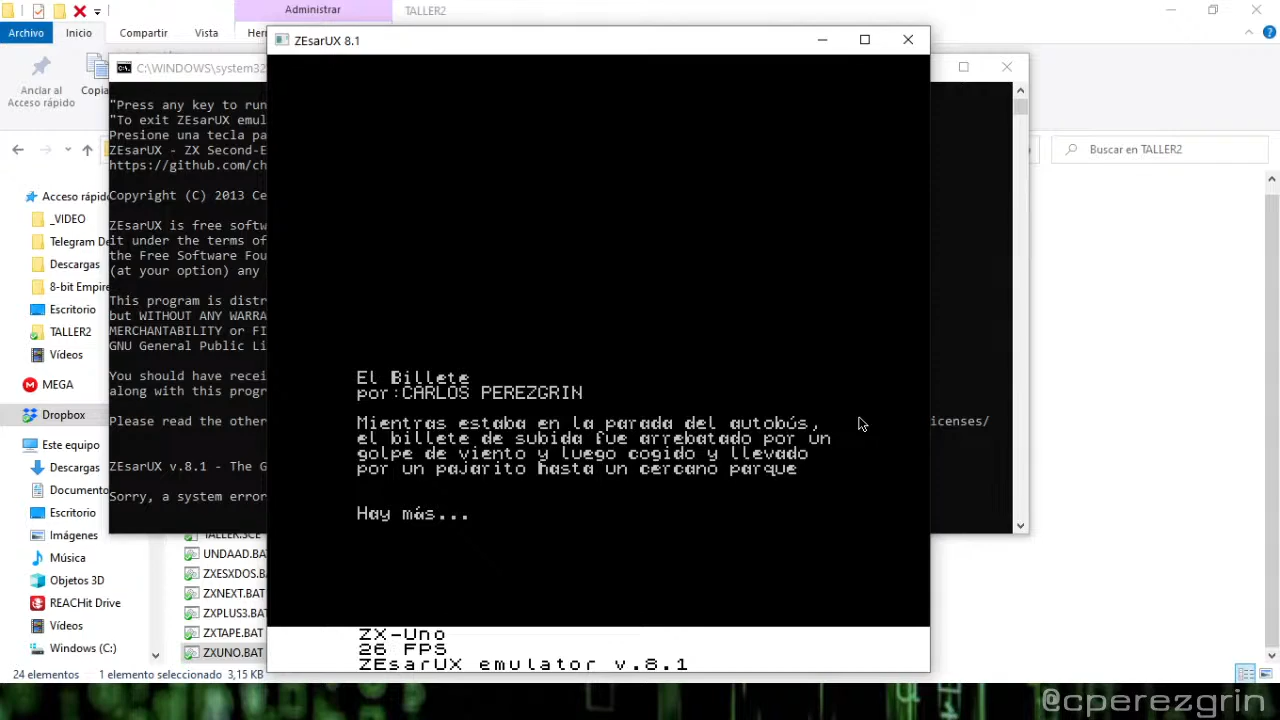 Administrar
TALLER2
Archivo
Inicio
Compartir
Vista
ZEsarUX 8.1
C:\WINDOWS\system32
Anclar al
Acceso rápido
"Press any key to run
"To exit ZEsarUX emul
Presione una tecla pa
ZEsarUX - ZX Second-E
https://github.com/ch
Buscar en TALLER2
Copyright (C) 2013 Ce
ZEsarUX is free softw
it under the terms of
the Free Software Fou
(at your option) any
This program is distr
but WITHOUT ANY WARRA
MERCHANTABILITY or FI
GNU General Public Li
You should have recei
along with this progr
Please read the other
icenses/
ZEsarUX v.8.1 - The G
Sorry, a system error
Acceso rápido
_VIDEO
Telegram De
Descargas
8-bit Empire
Escritorio
TALLER2
Vídeos
MEGA
Dropbox
Este equipo
Descargas
Documento
Escritorio
Imágenes
Música
Objetos 3D
REACHit Drive
Vídeos
Windows (C:)
El Billete
por:CARLOS PEREZGRIN
Mientras estaba en la parada del autobús,
el billete de subida fue arrebatado por un
golpe de viento y luego cogido y llevado
por un pajarito hasta un cercano parque
Hay más...
TALLER.SCE
UNDAAD.BAT
ZXESXDOS.BA
ZXNEXT.BAT
ZXPLUS3.BAT
ZXTAPE.BAT
ZXUNO.BAT
ZX-Uno
26 FPS
ZEsarUX emulator v.8.1
24 elementos
1 elemento seleccionado 3,15 KB
@cperezgrin